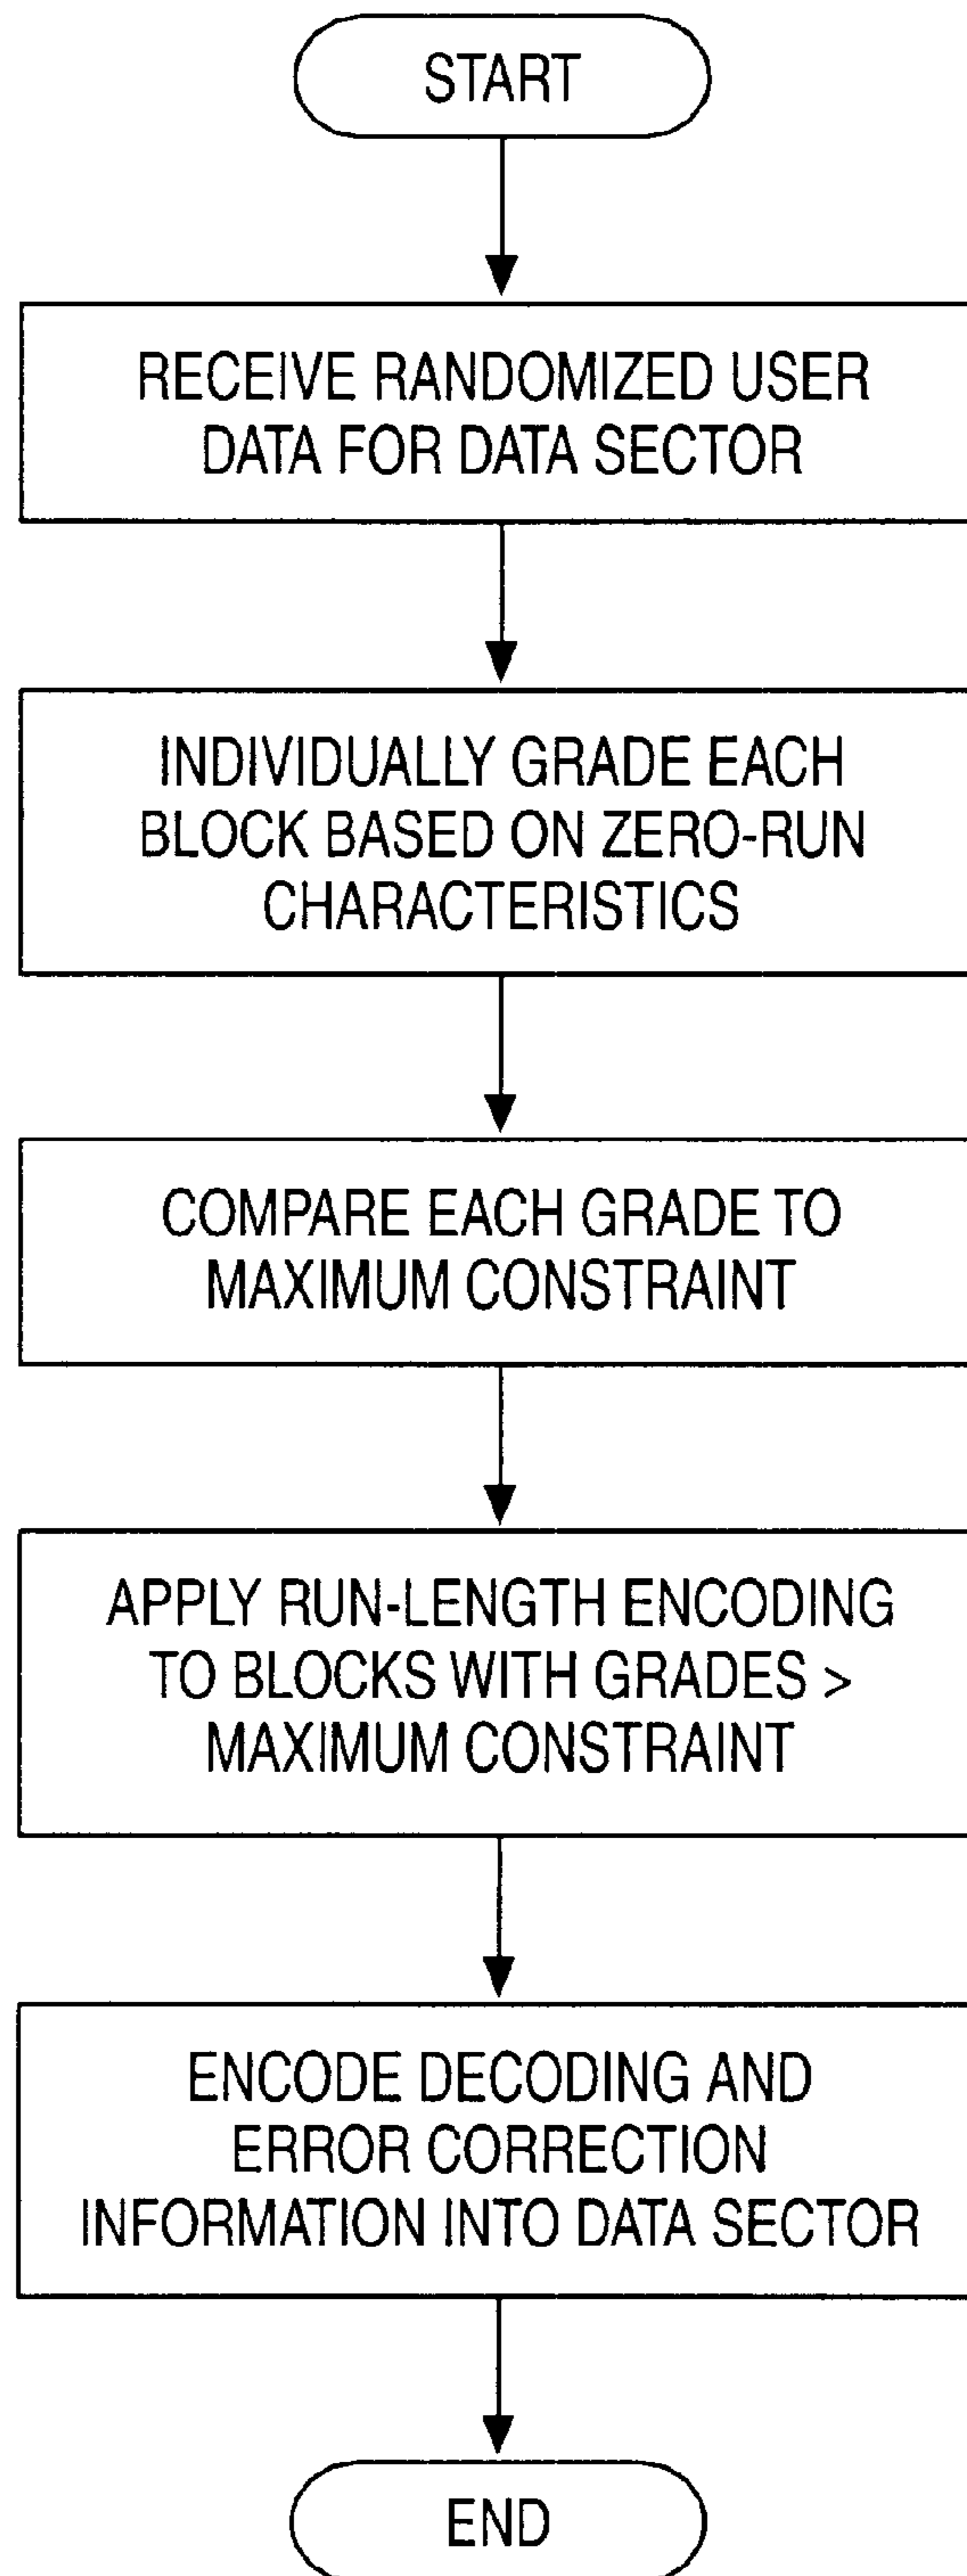 START
RECEIVE RANDOMIZED USER
DATA FOR DATA SECTOR
INDIVIDUALLY GRADE EACH
BLOCK BASED ON ZERO-RUN
CHARACTERISTICS
COMPARE EACH GRADE TO
MAXIMUM CONSTRAINT
APPLY RUN-LENGTH ENCODING
TO BLOCKS WITH GRADES >
MAXIMUM CONSTRAINT
ENCODE DECODING AND
ERROR CORRECTION
INFORMATION INTO DATA SECTOR
END